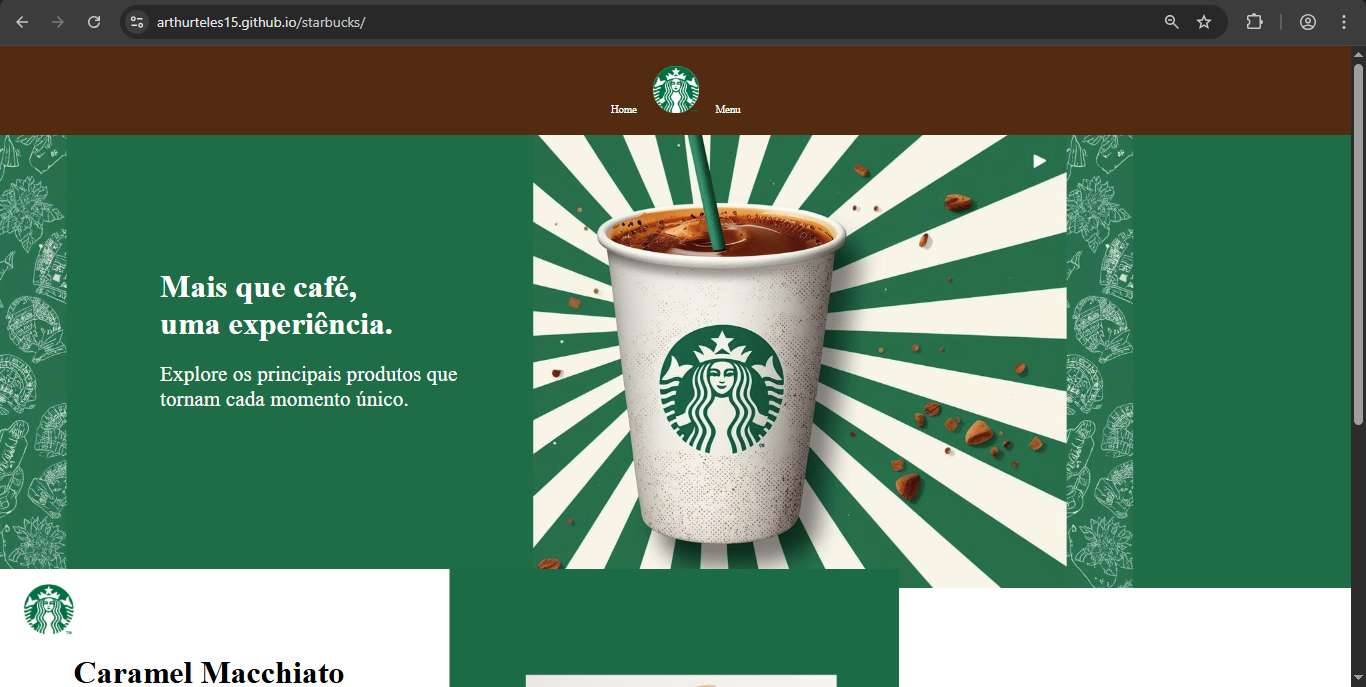 arthurteles15.github.io/starbucks/
Home
Menu
Mais que café,
uma experiência.
Explore os principais produtos que
tornam cada momento único.
TM
Caramel Macchiato